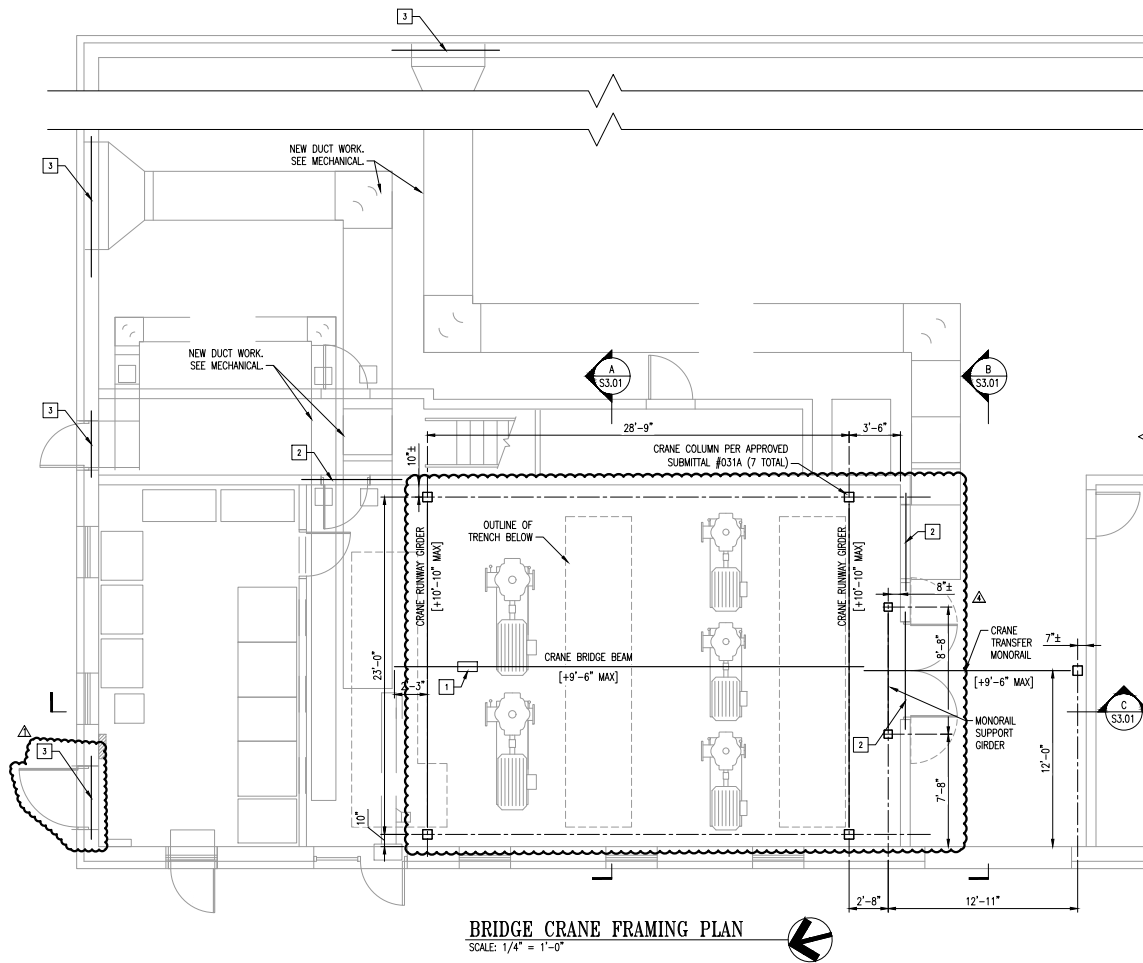 3
NEW DUCT WORK.
SEE MECHANICAL.
3
NEW DUCT WORK.
SEE MECHANICAL.
A
S3.01
B
S3.01
3
28'-9"
3'-6"
2
10"±
CRANE COLUMN PER APPROVED
SUBMITTAL #031A (7 TOTAL)
OUTLINE OF
TRENCH BELOW
CRANE RUNWAY GIRDER
[+10'-10" MAX]
CRANE RUNWAY GIRDER
[+10'-10" MAX]
2
8"±
4
23'-0"
8'-8"
CRANE
TRANSFER
MONORAIL
7"±
CRANE BRIDGE BEAM
[+9'-6" MAX]
[+9'-6" MAX]
2'-3"
1
C
S3.01
MONORAIL
SUPPORT
GIRDER
2
1
3
12'-0"
7'-8"
10"
2'-8"
12'-11"
BRIDGE CRANE FRAMING PLAN
SCALE: 1/4" = 1'-0"